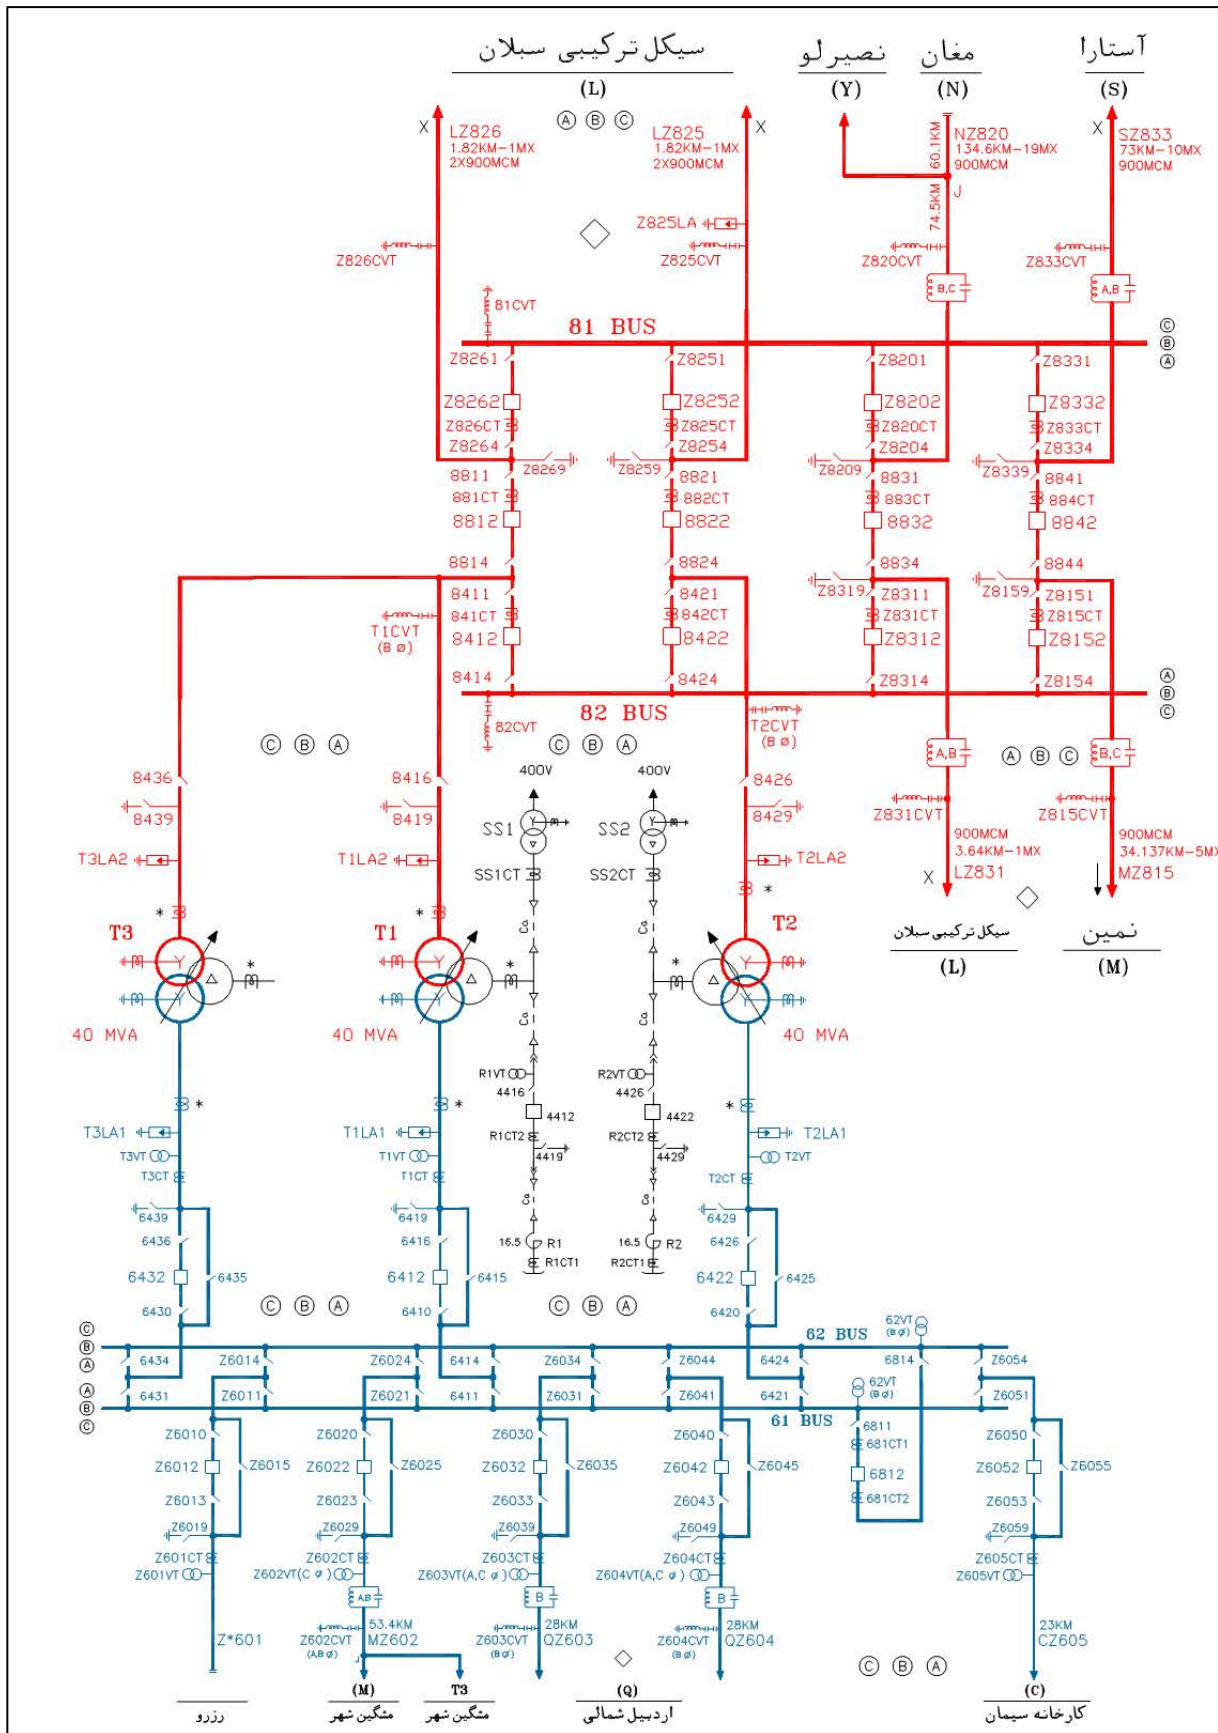 سیکل ترکیبی سبلان
نصیرلو
مغان
آستارا
(L)
(Y)
(N)
(S)
X
LZ826
1.82KM-1MX
2X900MCM
A B C
LZ825
1.82KM-1MX
2X900MCM
X
60.1KM
NZ820
134.6KM-19MX
900MCM
J
74.5KM
X
SZ833
73KM-10MX
900MCM
Z825LA
Z826CVT
Z825CVT
Z820CVT
Z833CVT
B,C
A,B
81CVT
81 BUS
C
B
A
Z8261
Z8251
Z8201
Z8331
Z8262
Z8252
Z8202
Z8332
Z826CT
Z825CT
Z820CT
Z833CT
Z8264
Z8254
Z8204
Z8334
Z8269
Z8259
Z8209
Z8339
8811
8821
8831
8841
881CT
882CT
883CT
884CT
8812
8822
8832
8842
8814
8824
8834
8844
Z8319
Z8159
8411
8421
Z8311
Z8151
841CT
842CT
Z831CT
Z815CT
T1CVT
(B Ø)
8412
8422
Z8312
Z8152
8414
8424
Z8314
Z8154
A
B
C
82 BUS
82CVT
T2CVT
(B Ø)
C B A
C B A
A,B
A B C
B,C
400V
400V
8436
8416
8426
8439
8419
8429
Z831CVT
Z815CVT
SS1
SS2
T3LA2
T1LA2
T2LA2
SS1CT
SS2CT
900MCM
3.64KM-1MX
LZ831
X
900MCM
34.137KM-5MX
MZ815
*
*
*
T3
T1
T2
سیکل ترکیبی سبلان
(L)
نمین
(M)
*
*
*
Ca
Ca
40 MVA
40 MVA
40 MVA
R1VT
R2VT
4416
4426
*
*
*
4412
4422
T3LA1
T1LA1
T2LA1
R1CT2
R2CT2
4419
4429
T3VT
T1VT
T2VT
T3CT
T1CT
T2CT
Ca
Ca
6439
6419
6429
6436
6416
6426
16.5
R1
16.5
R2
R1CT1
R2CT1
6432
6435
6412
6415
6422
6425
6430
6410
6420
C B A
C B A
C
B
A
62 BUS
62VT
(B Ø)
6434
Z6014
Z6024
6414
Z6034
Z6044
6424
6814
Z6054
A
B
C
6431
Z6011
Z6021
6411
Z6031
Z6041
6421
62VT
(B Ø)
Z6051
61 BUS
Z6010
Z6020
Z6030
Z6040
6811
Z6050
681CT1
Z6012
Z6015
Z6022
Z6025
Z6032
Z6035
Z6042
Z6045
6812
Z6052
Z6055
681CT2
Z6013
Z6023
Z6033
Z6043
Z6053
Z6019
Z6029
Z6039
Z6049
Z6059
Z601CT
Z602CT
Z603CT
Z604CT
Z605CT
Z601VT
Z602VT(C Ø)
Z603VT(A,C Ø)
Z604VT(A,C Ø)
Z605VT
A,B
B
B
Z*601
Z602CVT
(A,B Ø)
53.4KM
MZ602
J
Z603CVT
(B Ø)
28KM
QZ603
Z604CVT
(B Ø)
28KM
QZ604
23KM
CZ605
C B A
رزرو
(M)
مشگین شهر
T3
مشگین شهر
(Q)
اردبیل شمالی
(C)
کارخانه سیمان